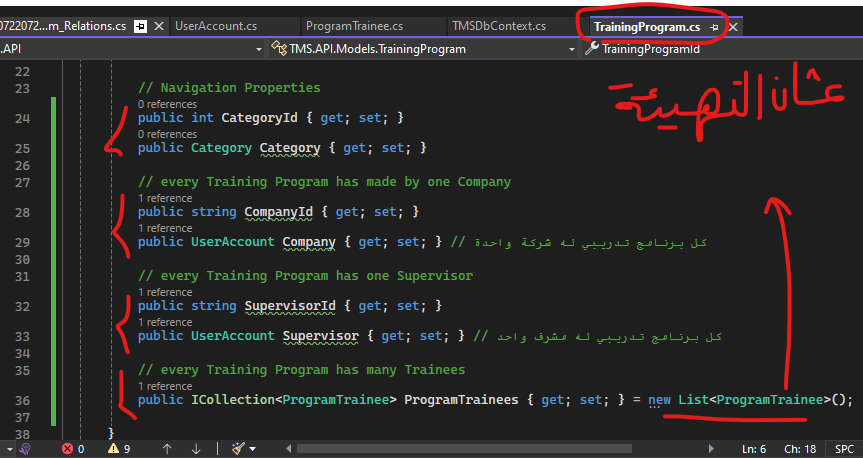 0722072...m_Relations.cs
UserAccount.cs
ProgramTrainee.cs
TMSDbContext.cs
TrainingProgram.cs
.API
TMS.API.Models.TrainingProgram
TrainingProgramId
عشان التهيئة
22
23 // Navigation Properties
0 references
24 public int CategoryId { get; set; }
0 references
25 public Category Category { get; set; }
26
27 // every Training Program has made by one Company
1 reference
28 public string CompanyId { get; set; }
1 reference
29 public UserAccount Company { get; set; } // كل برنامج تدريبي له شركة واحدة
30
31 // every Training Program has one Supervisor
1 reference
32 public string SupervisorId { get; set; }
1 reference
33 public UserAccount Supervisor { get; set; } // كل برنامج تدريبي له مشرف واحد
34
35 // every Training Program has many Trainees
1 reference
36 public ICollection<ProgramTrainee> ProgramTrainees { get; set; } = new List<ProgramTrainee>();
37
38 }
0 9 Ln: 6 Ch: 18 SPC